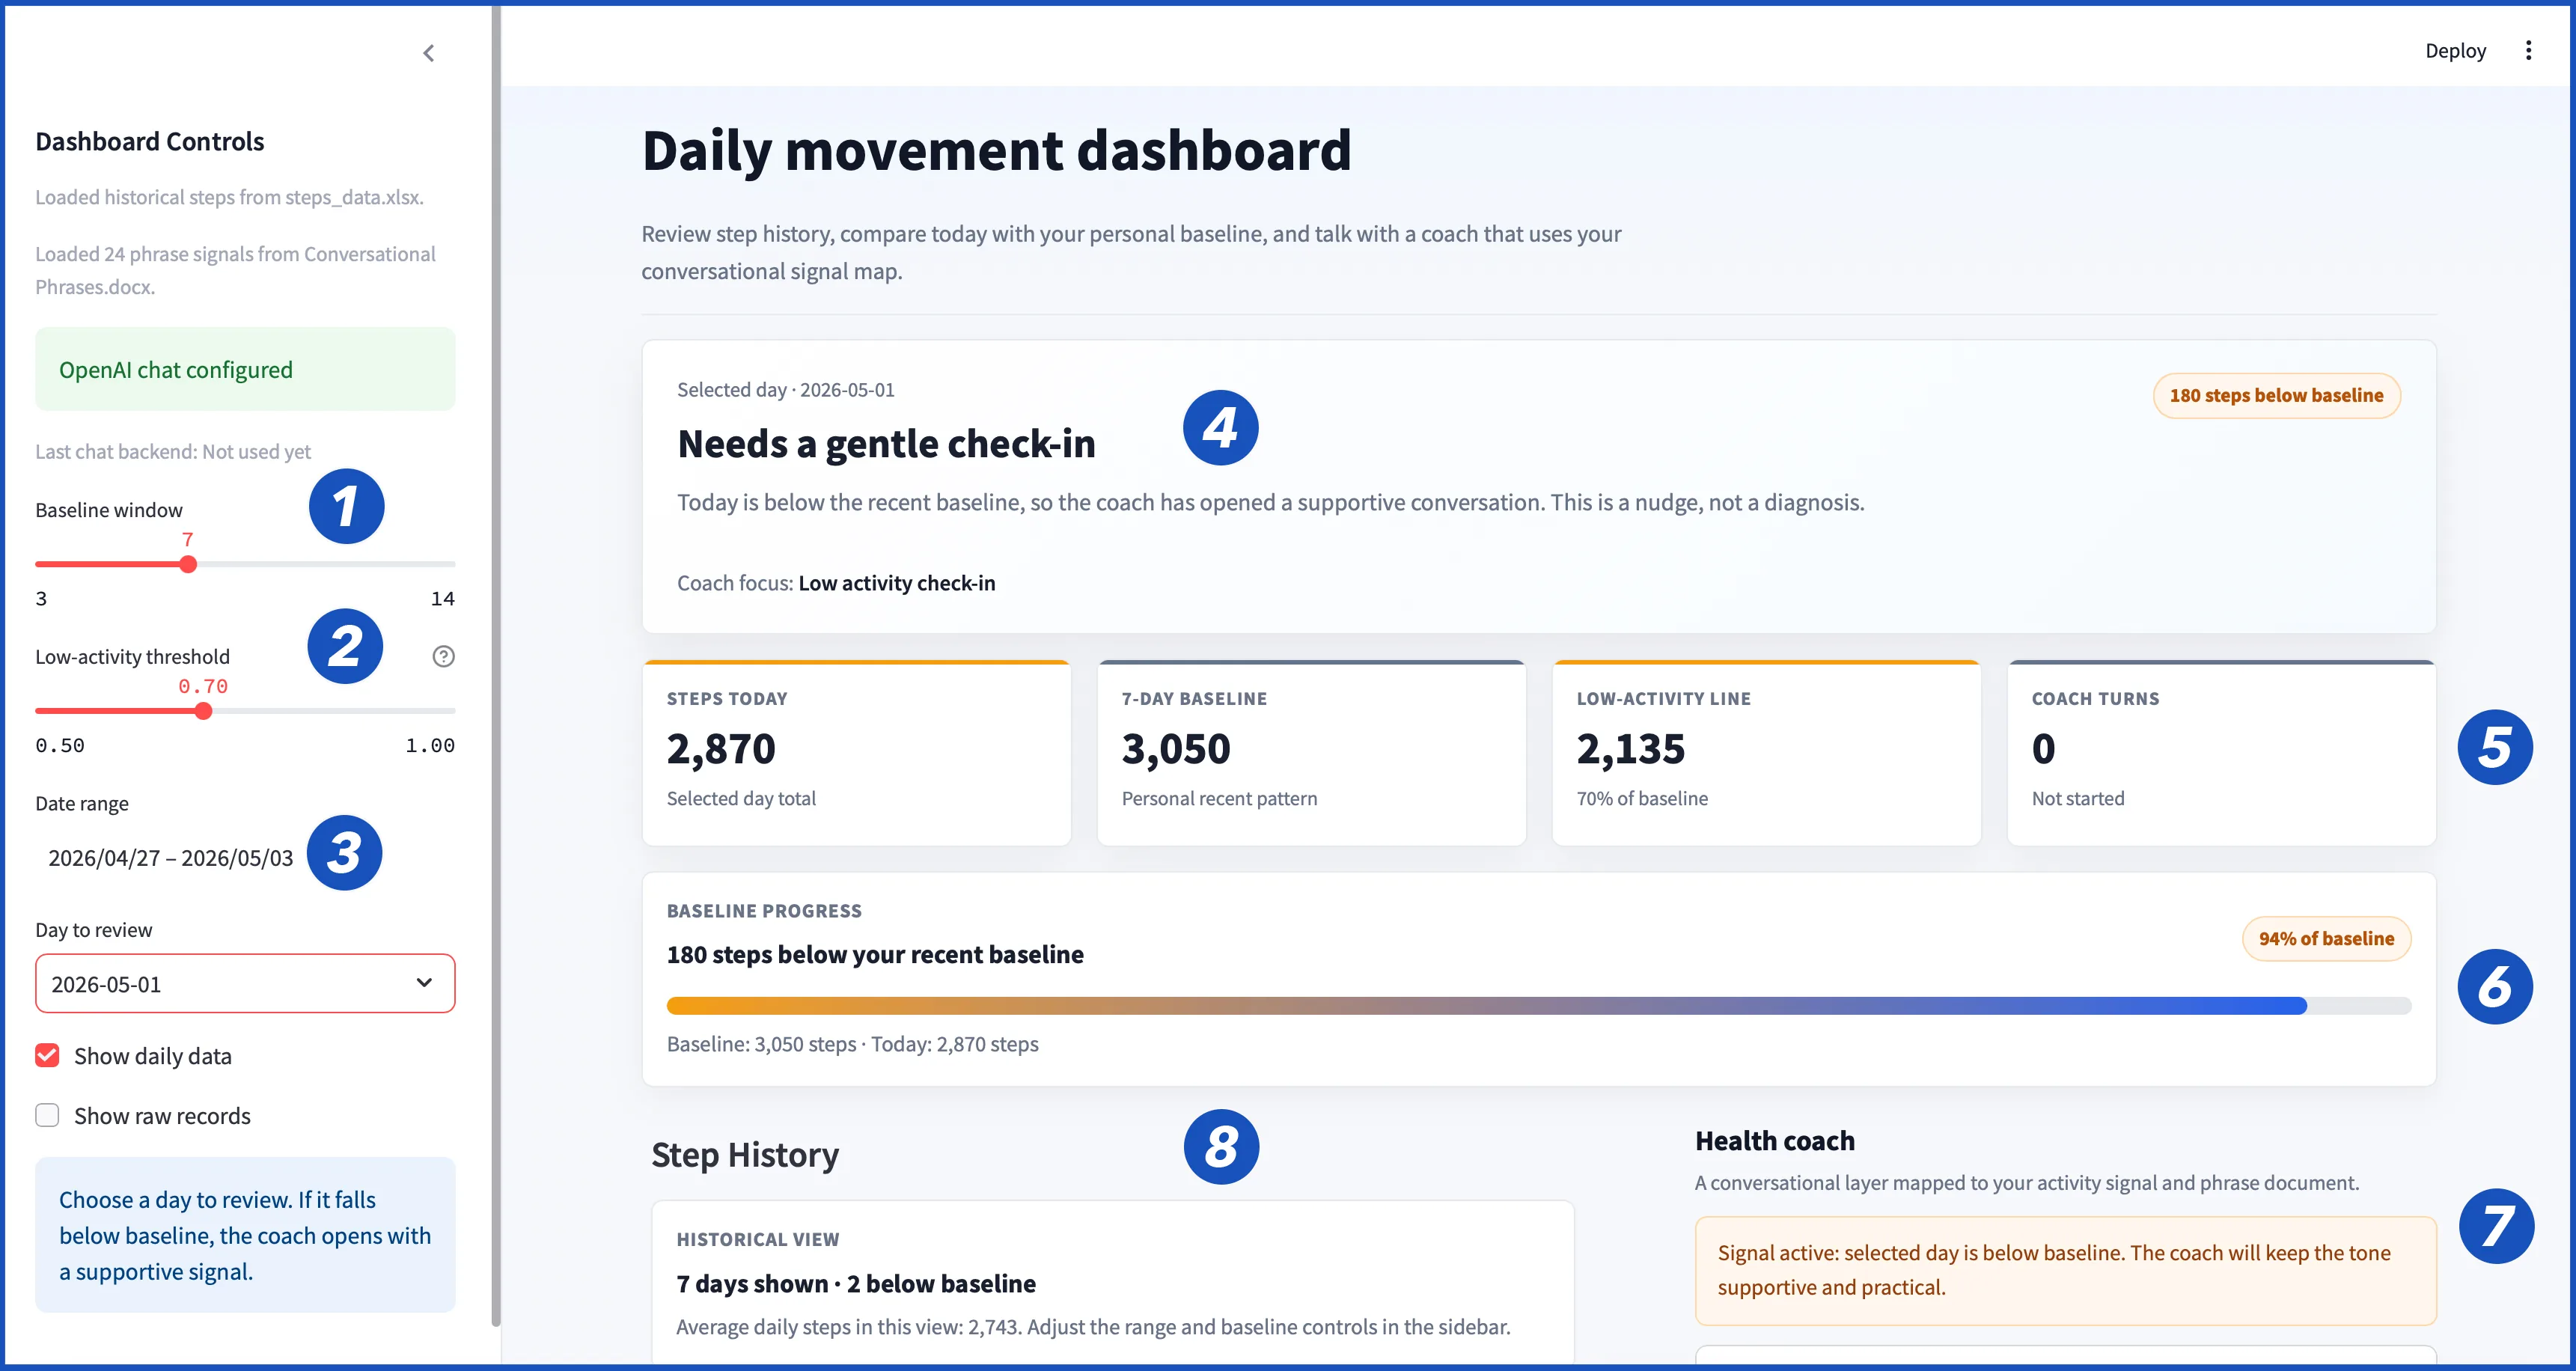 Deploy
Dashboard Controls
Loaded historical steps from steps_data.xlsx.
Loaded 24 phrase signals from Conversational
Phrases.docx.
OpenAI chat configured
Last chat backend: Not used yet
1
Baseline window
7
3
14
2
Low-activity threshold
0.70
0.50
1.00
Date range
2026/04/27 – 2026/05/03
3
Day to review
2026-05-01
Show daily data
Show raw records
Choose a day to review. If it falls
below baseline, the coach opens with
a supportive signal.
Daily movement dashboard
Review step history, compare today with your personal baseline, and talk with a coach that uses your
conversational signal map.
Selected day · 2026-05-01
180 steps below baseline
Needs a gentle check-in
4
Today is below the recent baseline, so the coach has opened a supportive conversation. This is a nudge, not a diagnosis.
Coach focus: Low activity check-in
STEPS TODAY
2,870
Selected day total
7-DAY BASELINE
3,050
Personal recent pattern
LOW-ACTIVITY LINE
2,135
70% of baseline
COACH TURNS
0
Not started
5
BASELINE PROGRESS
180 steps below your recent baseline
94% of baseline
6
Baseline: 3,050 steps · Today: 2,870 steps
8
Step History
HISTORICAL VIEW
7 days shown · 2 below baseline
Average daily steps in this view: 2,743. Adjust the range and baseline controls in the sidebar.
Health coach
A conversational layer mapped to your activity signal and phrase document.
Signal active: selected day is below baseline. The coach will keep the tone
supportive and practical.
7